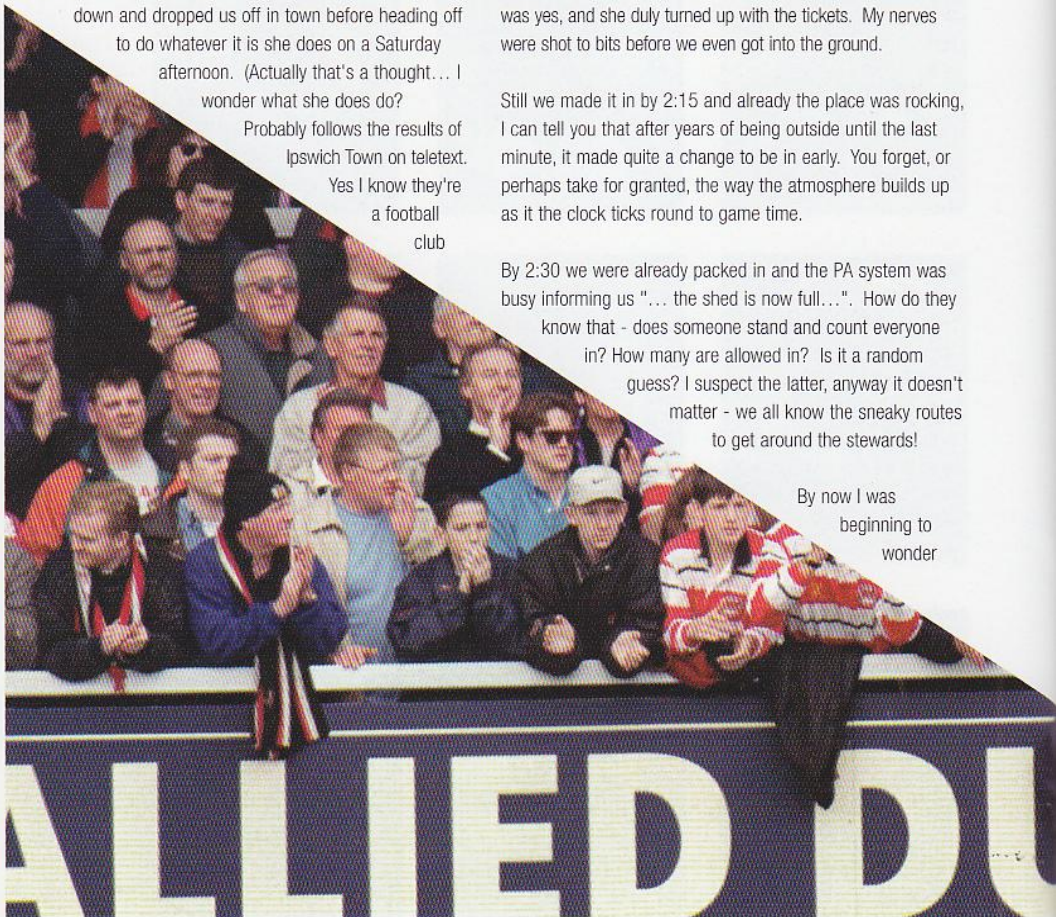 down and dropped us off in town before heading off
to do whatever it is she does on a Saturday
afternoon. (Actually that's a thought... I
wonder what she does do?
Probably follows the results of
Ipswich Town on teletext.
Yes I know they're
a football
club
was yes, and she duly turned up with the tickets. My nerves
were shot to bits before we even got into the ground.
Still we made it in by 2:15 and already the place was rocking,
I can tell you that after years of being outside until the last
minute, it made quite a change to be in early. You forget, or
perhaps take for granted, the way the atmosphere builds up
as it the clock ticks round to game time.
By 2:30 we were already packed in and the PA system was
busy informing us "... the shed is now full...". How do they
know that - does someone stand and count everyone
in? How many are allowed in? Is it a random
guess? I suspect the latter, anyway it doesn't
matter - we all know the sneaky routes
to get around the stewards!
By now I was
beginning to
wonder
ALLIED DU